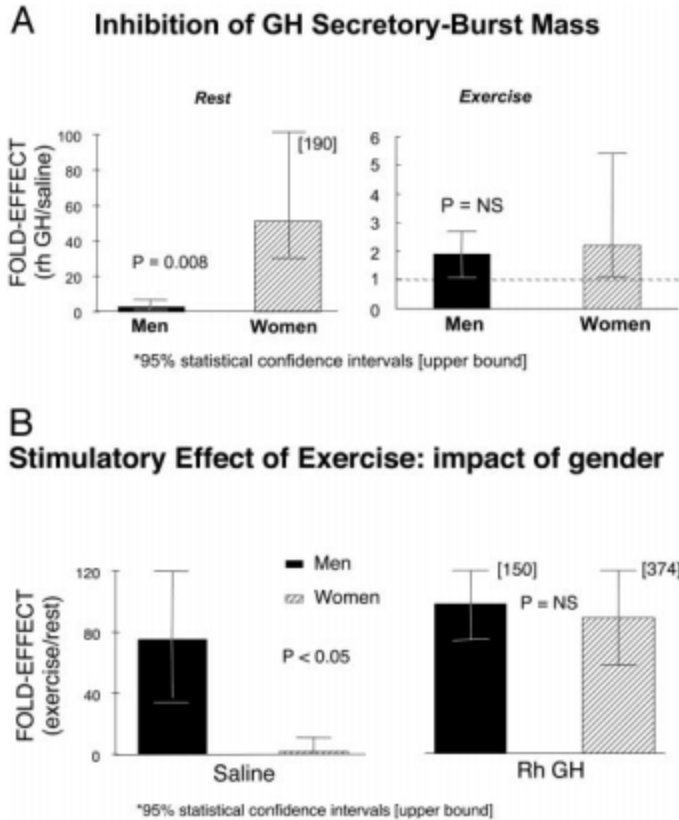 A
Inhibition of GH Secretory-Burst Mass
Rest
Exercise
FOLD-EFFECT
(rh GH/saline)
100
80
60
40
20
0
[190]
P = 0.008
Men
Women
6
5
4
3
2
1
0
P = NS
Men
Women
*95% statistical confidence intervals [upper bound]
B
Stimulatory Effect of Exercise: impact of gender
FOLD-EFFECT
(exercise/rest)
120
80
40
0
Men
Women
P < 0.05
Saline
[150]
[374]
P = NS
Rh GH
*95% statistical confidence intervals [upper bound]